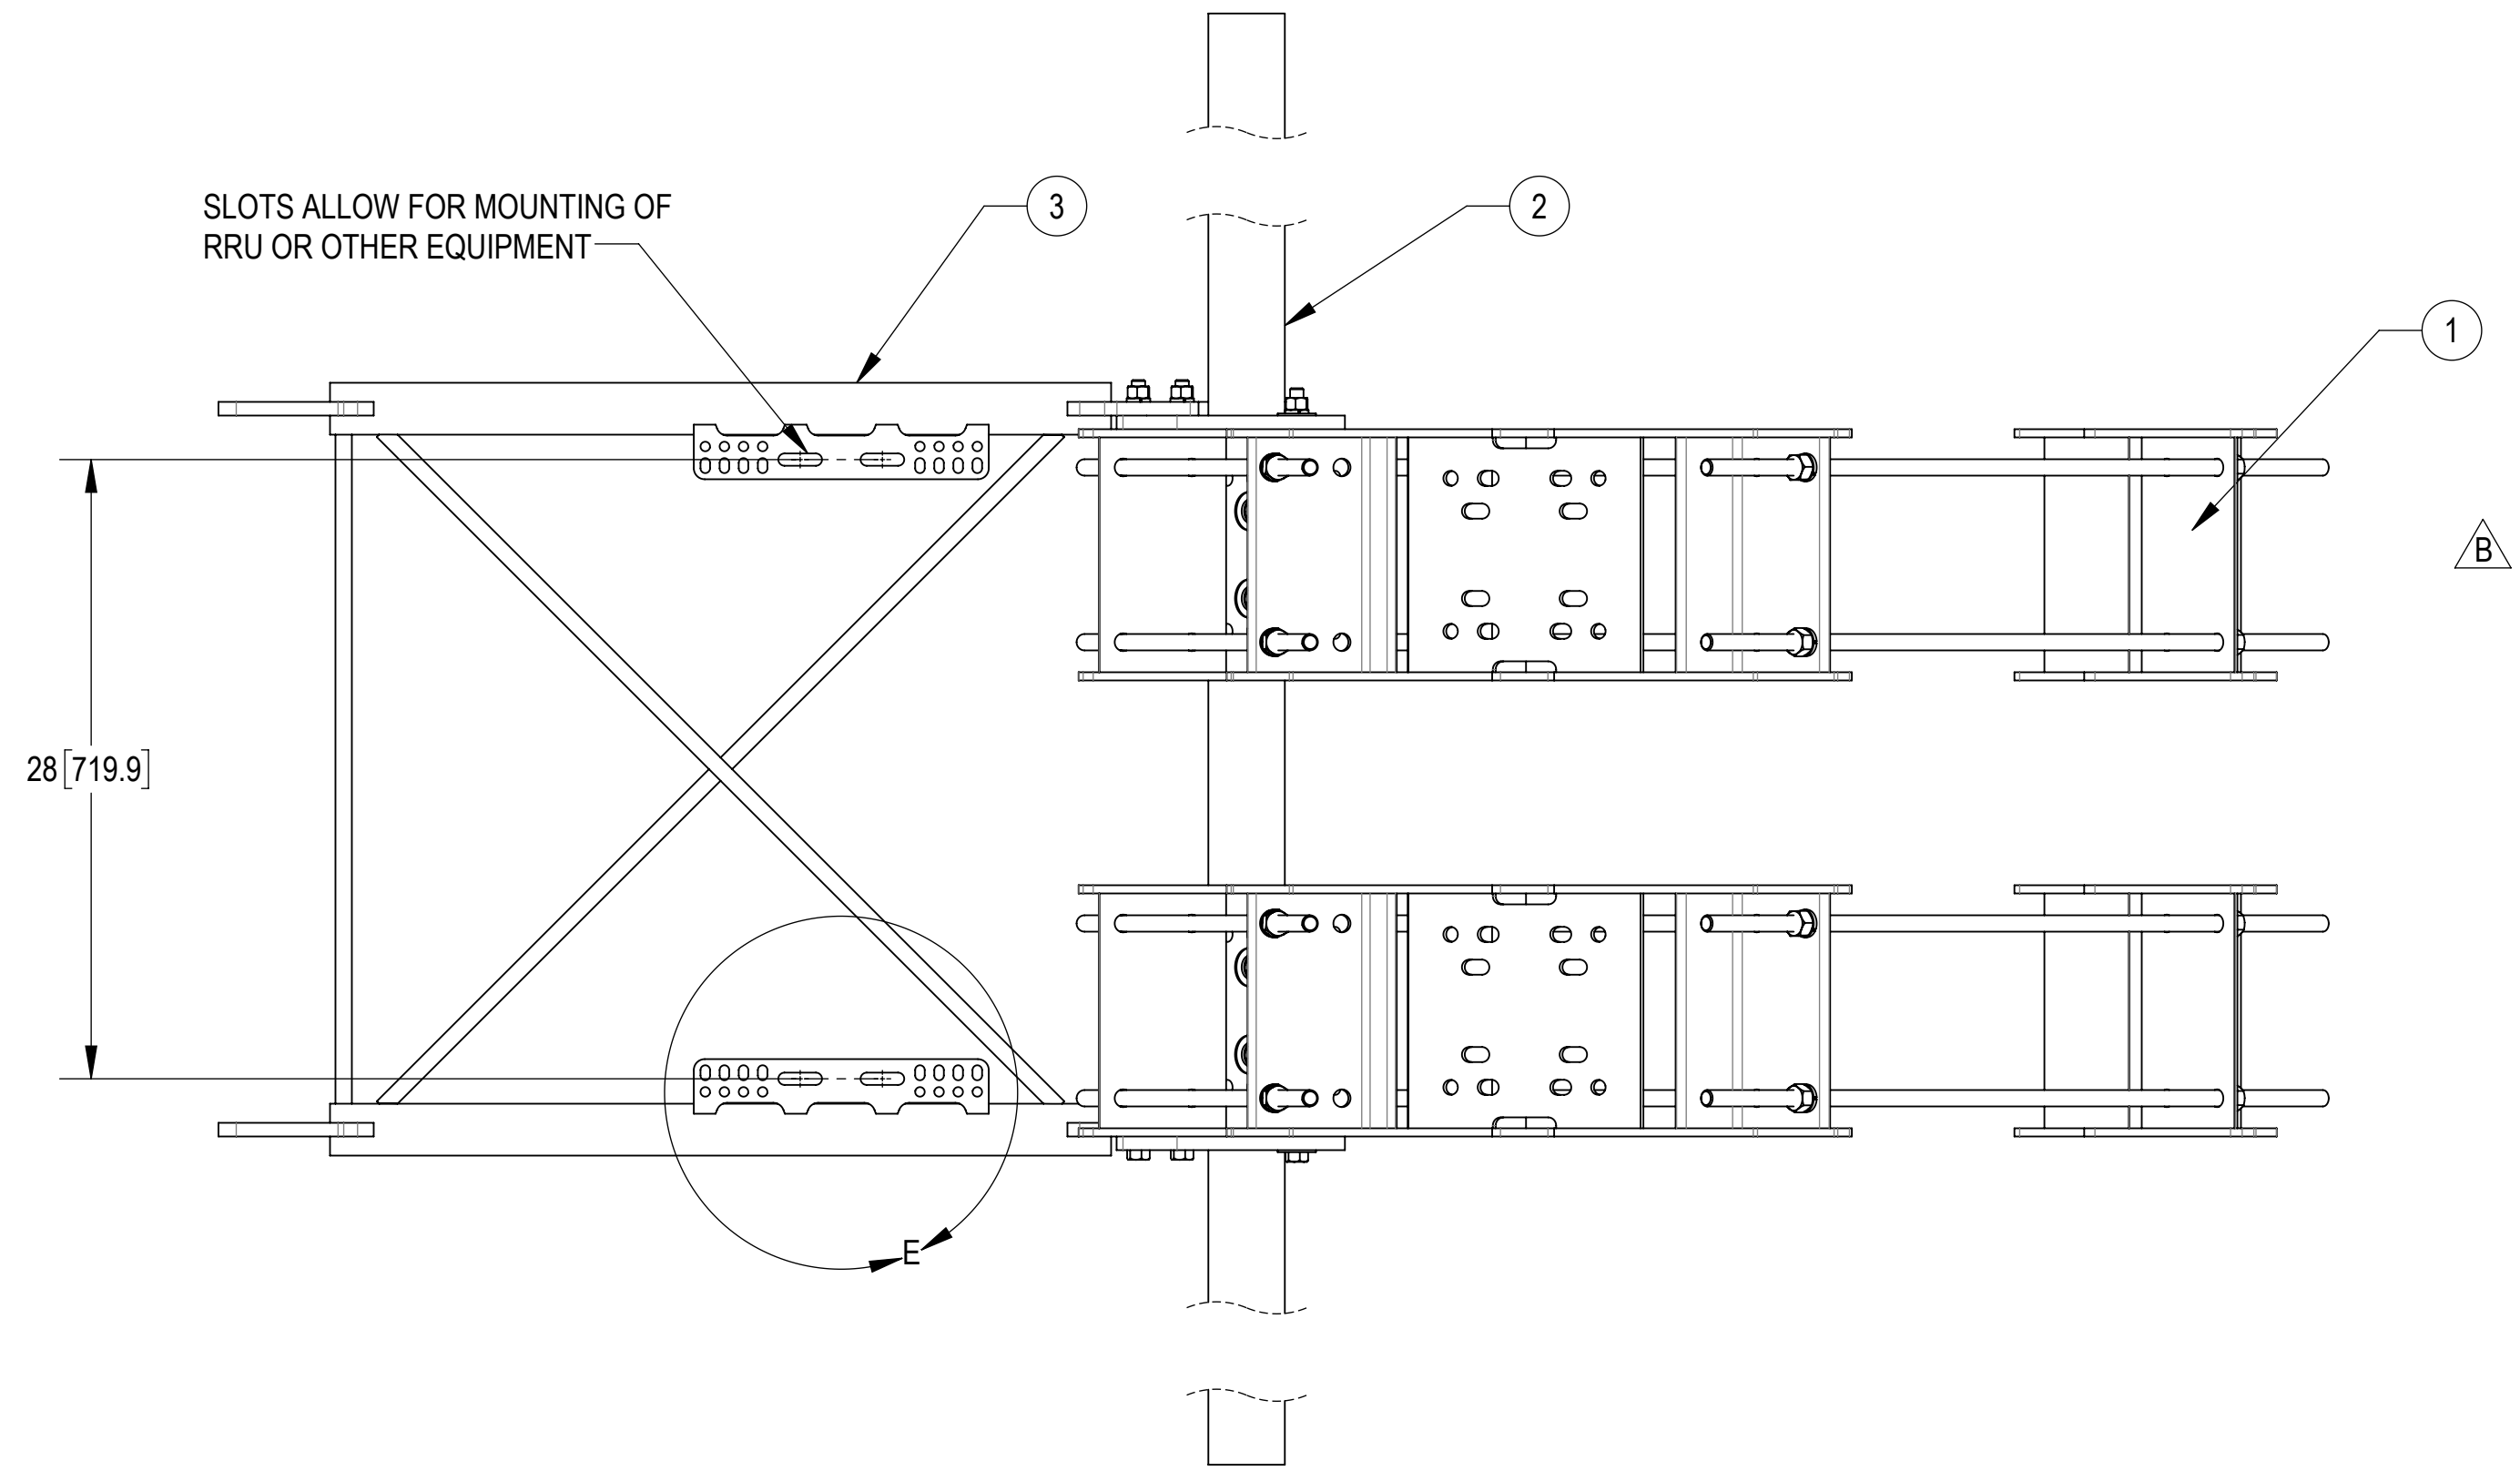 SLOTS ALLOW FOR MOUNTING OF
RRU OR OTHER EQUIPMENT
3
2
1
B
28[719.9]
E